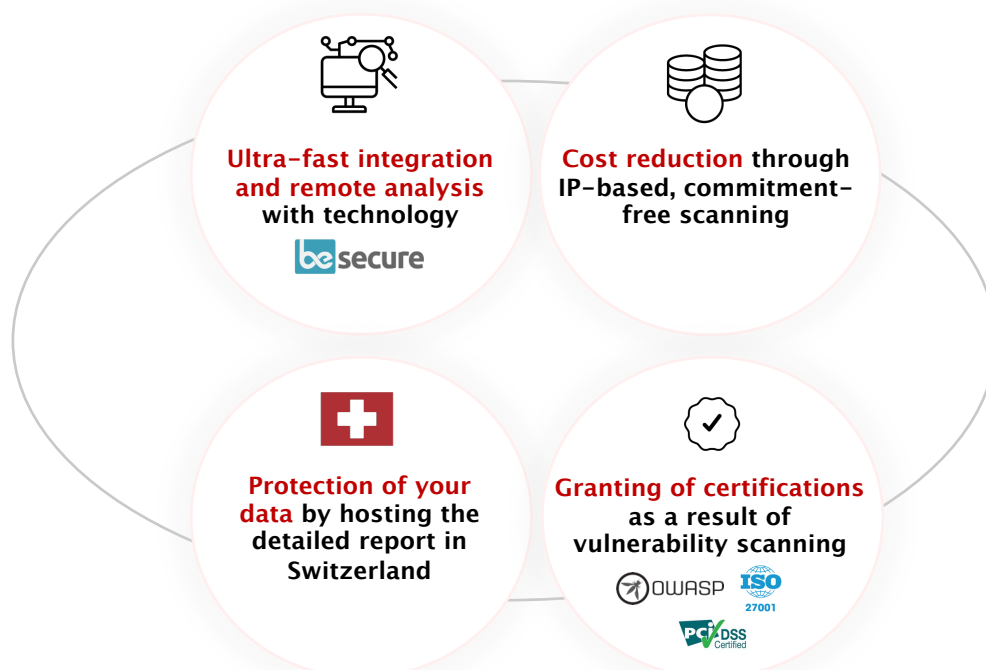 Ultra-fast integration
and remote analysis
with technology
be secure
Cost reduction through
IP-based, commitment-
free scanning
Protection of your
data by hosting the
detailed report in
Switzerland
Granting of certifications
as a result of
vulnerability scanning
OWASP
ISO
27001
PCi DSS
Certified